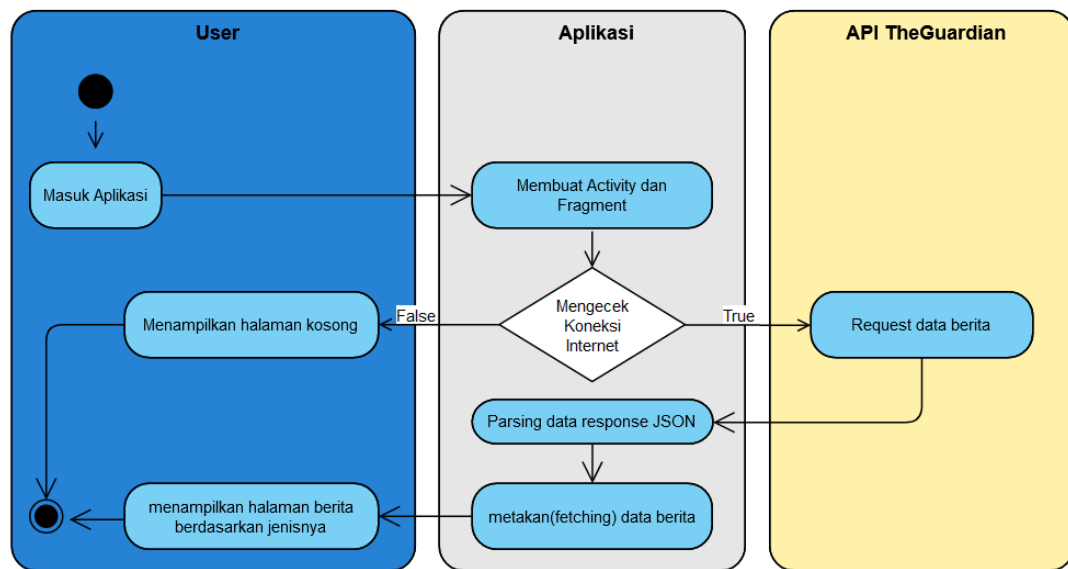 User
Aplikasi
API TheGuardian
Masuk Aplikasi
Membuat Activity dan
Fragment
Menampilkan halaman kosong
False
Mengecek
Koneksi
Internet
True
Request data berita
Parsing data response JSON
menampilkan halaman berita
berdasarkan jenisnya
metakan(fetching) data berita